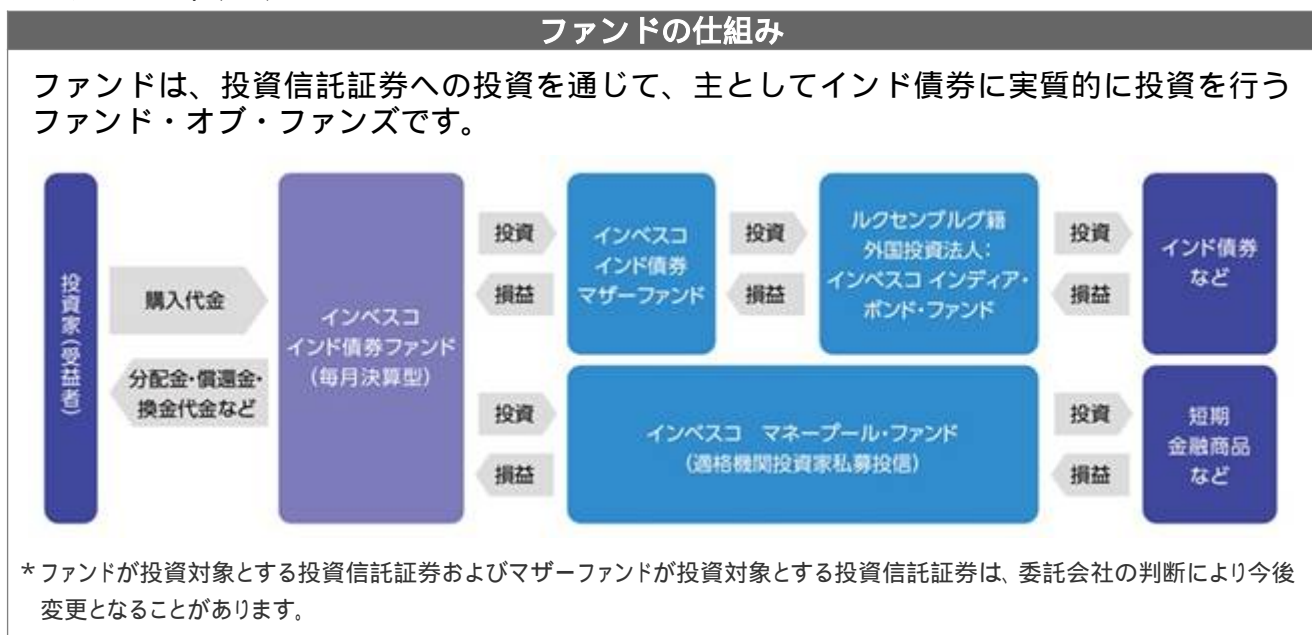 ファンドの仕組み
ファンドは、投資信託証券への投資を通じて、主としてインド債券に実質的に投資を行う
ファンド・オブ・ファンズです。
投資家(受益者)
購入代金
分配金・償還金・
換金代金など
インベスコ
インド債券ファンド
(毎月決算型)
投資
損益
インベスコ
インド債券
マザーファンド
投資
損益
ルクセンブルグ籍
外国投資法人:
インベスコ インディア・
ボンド・ファンド
投資
損益
インド債券
など
投資
損益
インベスコ マネープール・ファンド
(適格機関投資家私募投信)
投資
損益
短期
金融商品
など
*ファンドが投資対象とする投資信託証券およびマザーファンドが投資対象とする投資信託証券は、委託会社の判断により今後
変更となることがあります。